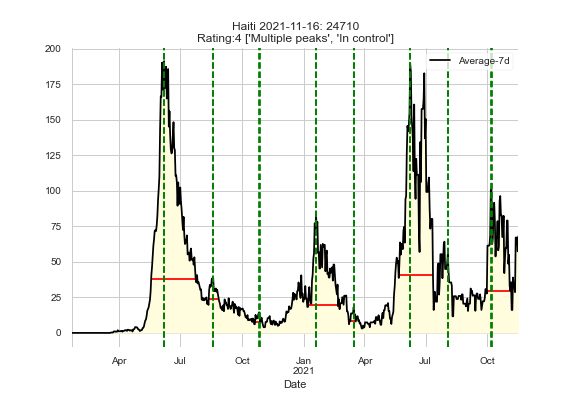 Haiti 2021-11-16: 24710
Rating:4 ['Multiple peaks', 'In control']
200
Average-7d
175
150
125
100
75
50
25
0
Apr Jul Oct Jan Apr Jul Oct
2021
Date